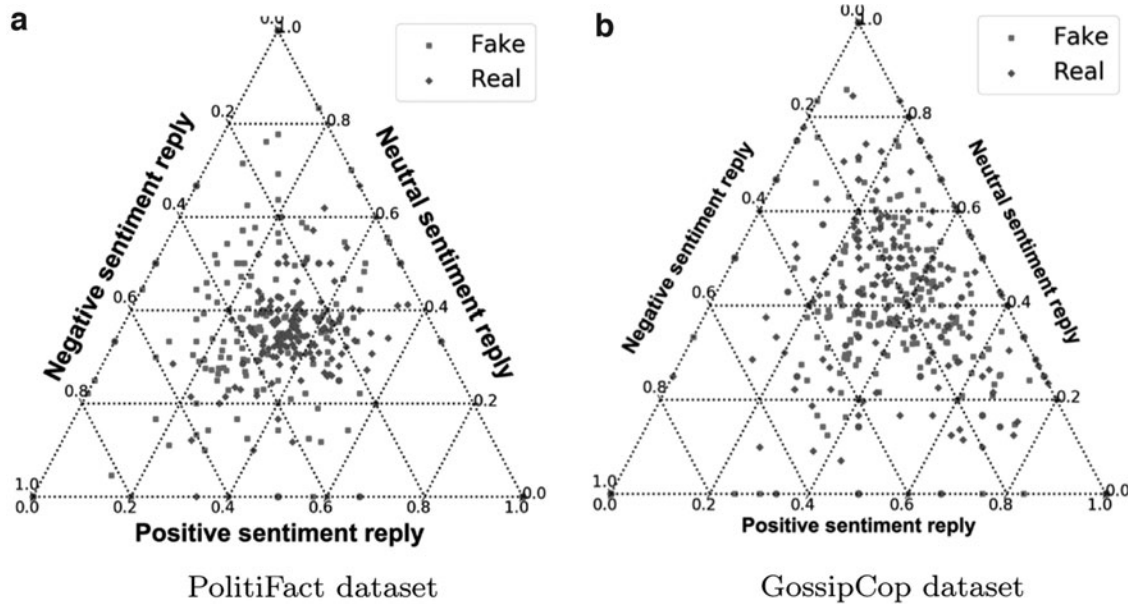 a
0.0
1.0
Fake
Real
0.2
0.8
0.4
0.6
0.6
0.4
0.8
0.2
1.0
0.0
0.0
0.2
0.4
0.6
0.8
1.0
Negative sentiment reply
Neutral sentiment reply
Positive sentiment reply
PolitiFact dataset
b
0.0
1.0
Fake
Real
0.2
0.8
0.4
0.6
0.6
0.4
0.8
0.2
1.0
0.0
0.0
0.2
0.4
0.6
0.8
1.0
Negative sentiment reply
Neutral sentiment reply
Positive sentiment reply
GossipCop dataset